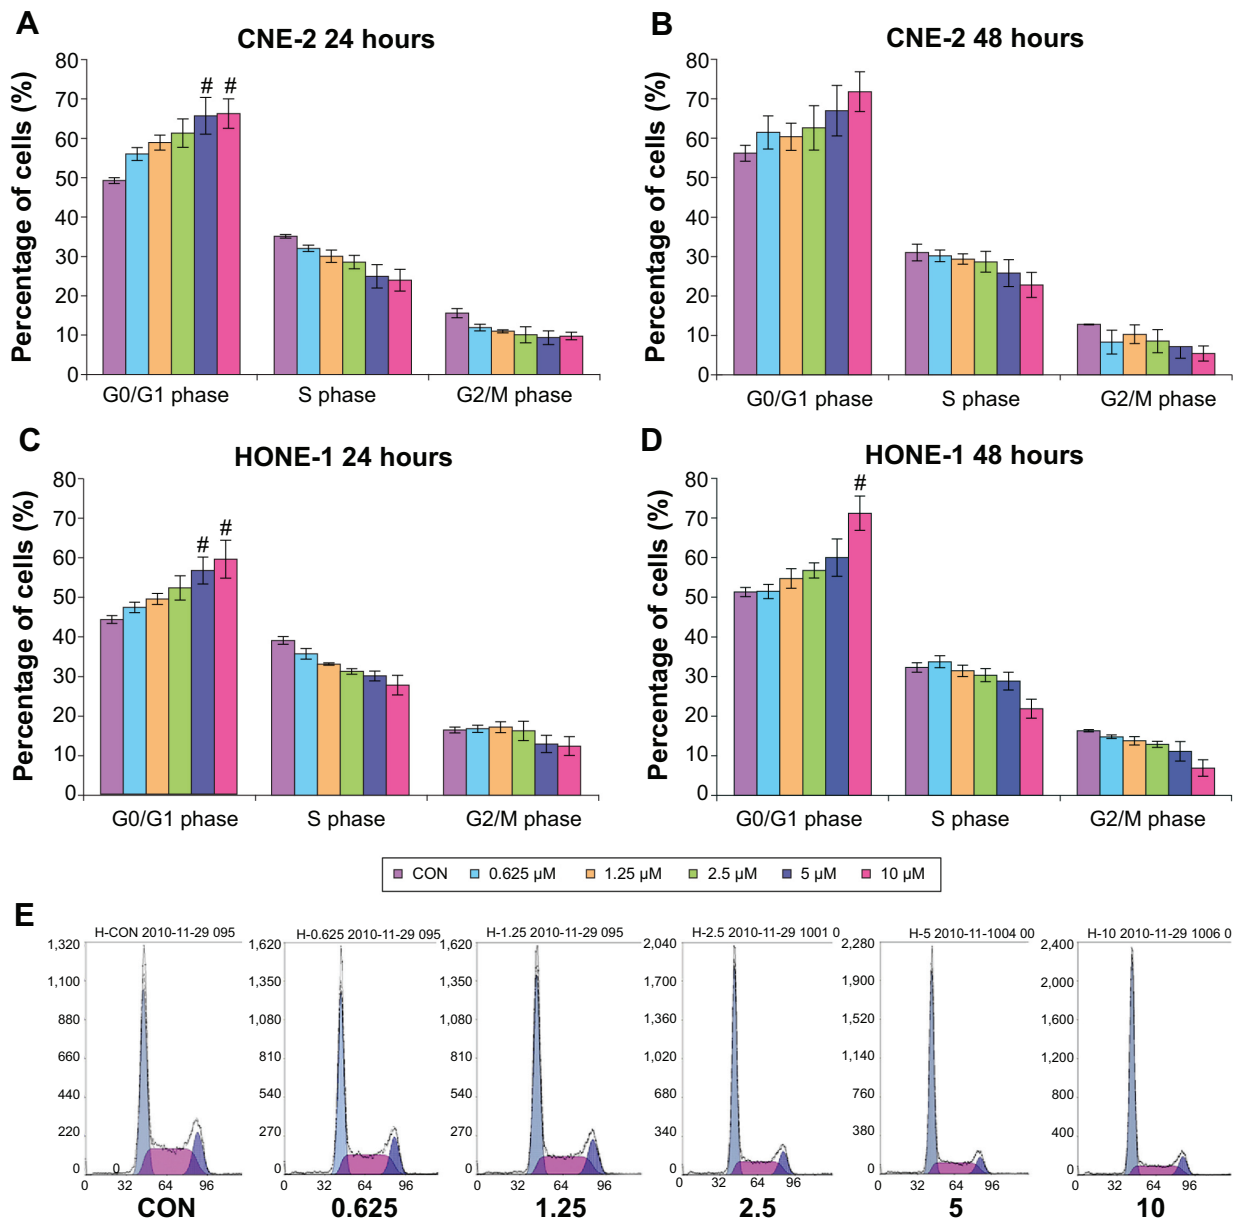 A
CNE-2 24 hours
Percentage of cells (%)
80
70
60
50
40
30
20
10
0
# #
G0/G1 phase
S phase
G2/M phase
B
CNE-2 48 hours
Percentage of cells (%)
80
70
60
50
40
30
20
10
0
G0/G1 phase
S phase
G2/M phase
C
HONE-1 24 hours
Percentage of cells (%)
80
70
60
50
40
30
20
10
0
# #
G0/G1 phase
S phase
G2/M phase
D
HONE-1 48 hours
Percentage of cells (%)
80
70
60
50
40
30
20
10
0
#
G0/G1 phase
S phase
G2/M phase
CON 0.625 µM 1.25 µM 2.5 µM 5 µM 10 µM
E
H-CON 2010-11-29 095
1,320
1,100
880
660
440
220
0
0
0 32 64 96
CON
H-0.625 2010-11-29 095
1,620
1,350
1,080
810
540
270
0
0 32 64 96
0.625
H-1.25 2010-11-29 095
1,620
1,350
1,080
810
540
270
0
0 32 64 96
1.25
H-2.5 2010-11-29 1001 0
2,040
1,700
1,360
1,020
680
340
0
0 32 64 96
2.5
H-5 2010-11-1004 00
2,280
1,900
1,520
1,140
760
380
0
0 32 64 96
5
H-10 2010-11-29 1006 0
2,400
2,000
1,600
1,200
800
400
0
0 32 64 96
10